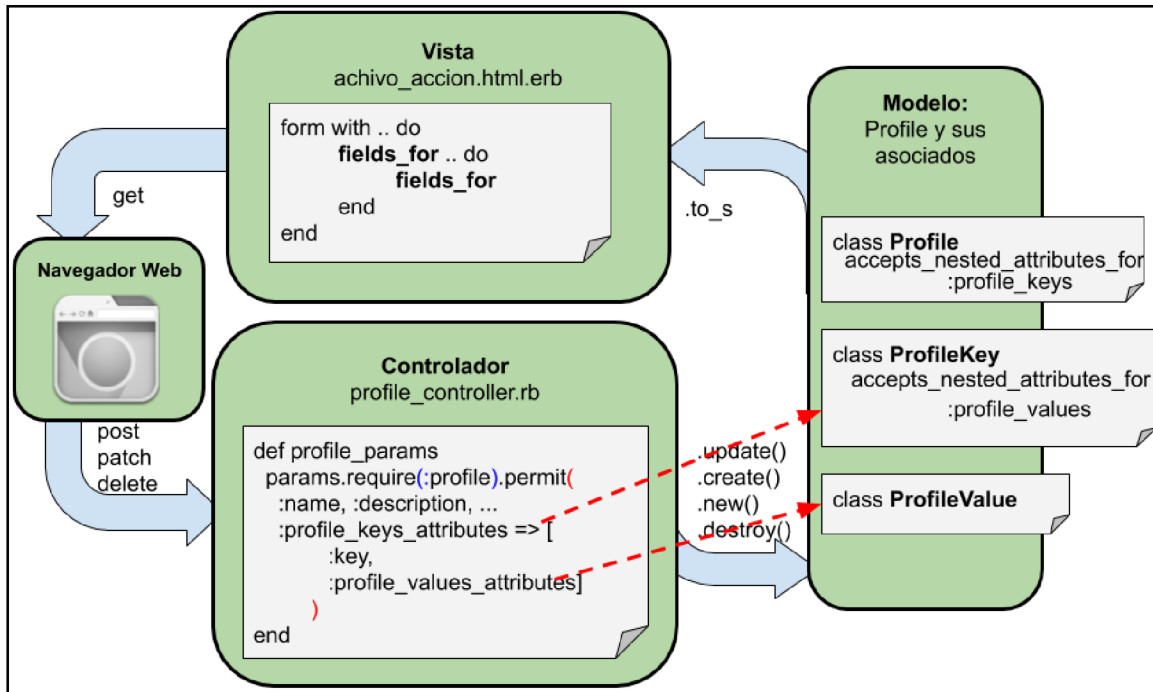 Vista
achivo_accion.html.erb
form with .. do
fields_for .. do
fields_for
end
end
get
.to_s
Navegador Web
Modelo:
Profile y sus
asociados
class Profile
accepts_nested_attributes_for
:profile_keys
class ProfileKey
accepts_nested_attributes_for
:profile_values
class ProfileValue
Controlador
profile_controller.rb
def profile_params
params.require(:profile).permit(
:name, :description, ...
:profile_keys_attributes => [
:key,
:profile_values_attributes]
)
end
post
patch
delete
.update()
.create()
.new()
.destroy()